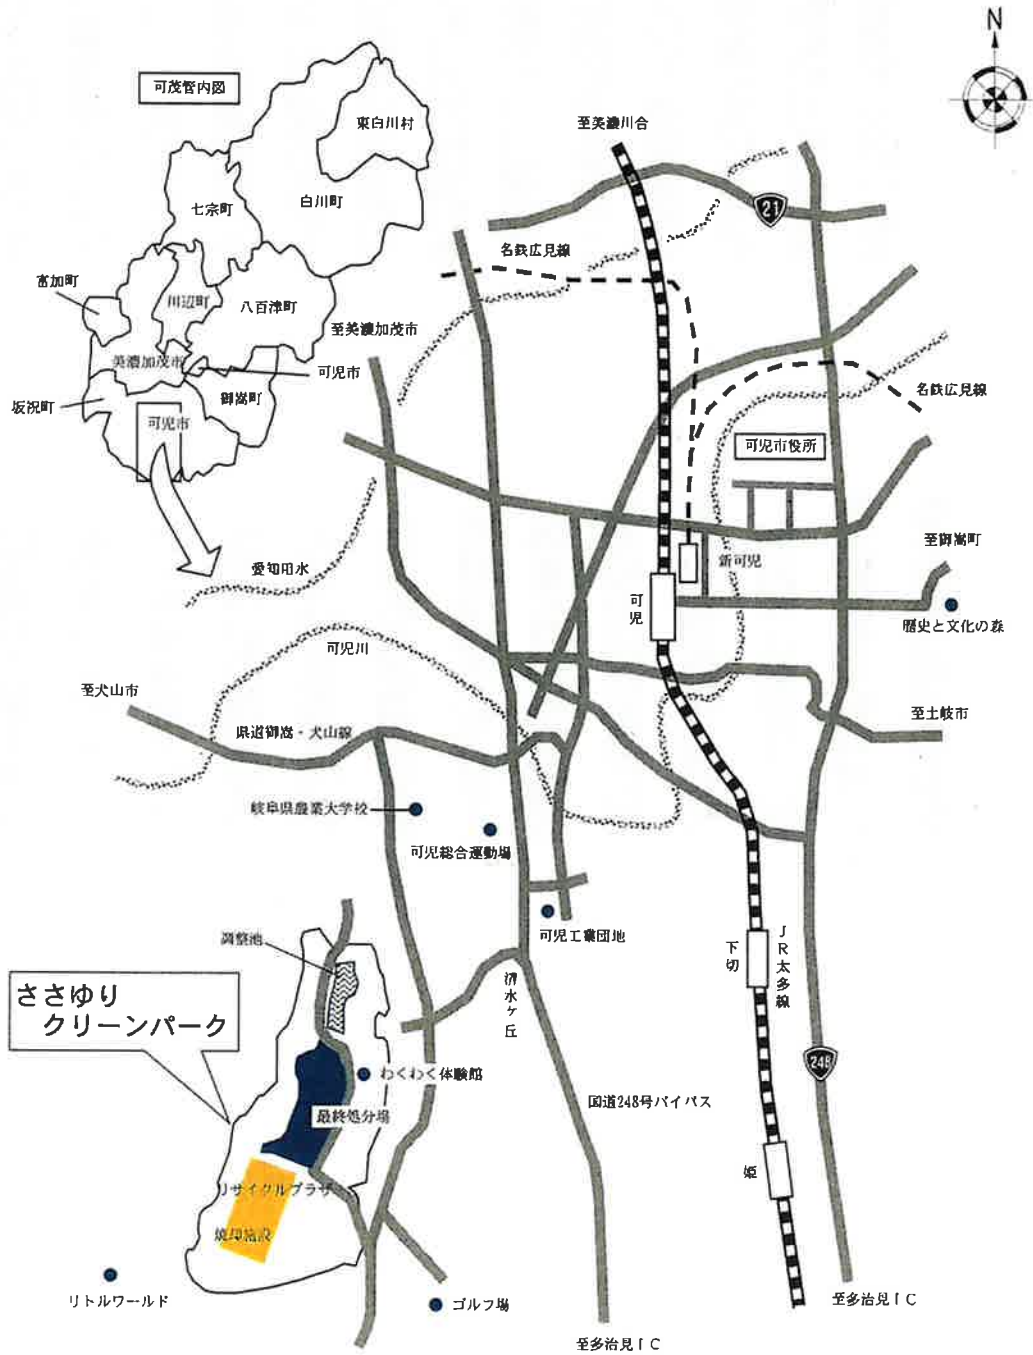 N
可茂管内図
東白川村
白川町
七宗町
富加町
川辺町
八百津町
美濃加茂市
可児市
坂祝町
御嵩町
可児市
至美濃川合
21
名鉄広見線
至美濃加茂市
名鉄広見線
可児市役所
至御嵩町
新可児
可児
歴史と文化の森
愛知用水
可児川
至犬山市
県道御嵩・犬山線
至土岐市
岐阜県農業大学校
可児総合運動場
可児工業団地
調整池
下切
JR太多線
清水ヶ丘
ささゆり
クリーンパーク
わくわく体験館
最終処分場
国道248号バイパス
248
姫
リサイクルプラザ
焼却施設
リトルワールド
ゴルフ場
至多治見IC
至多治見IC